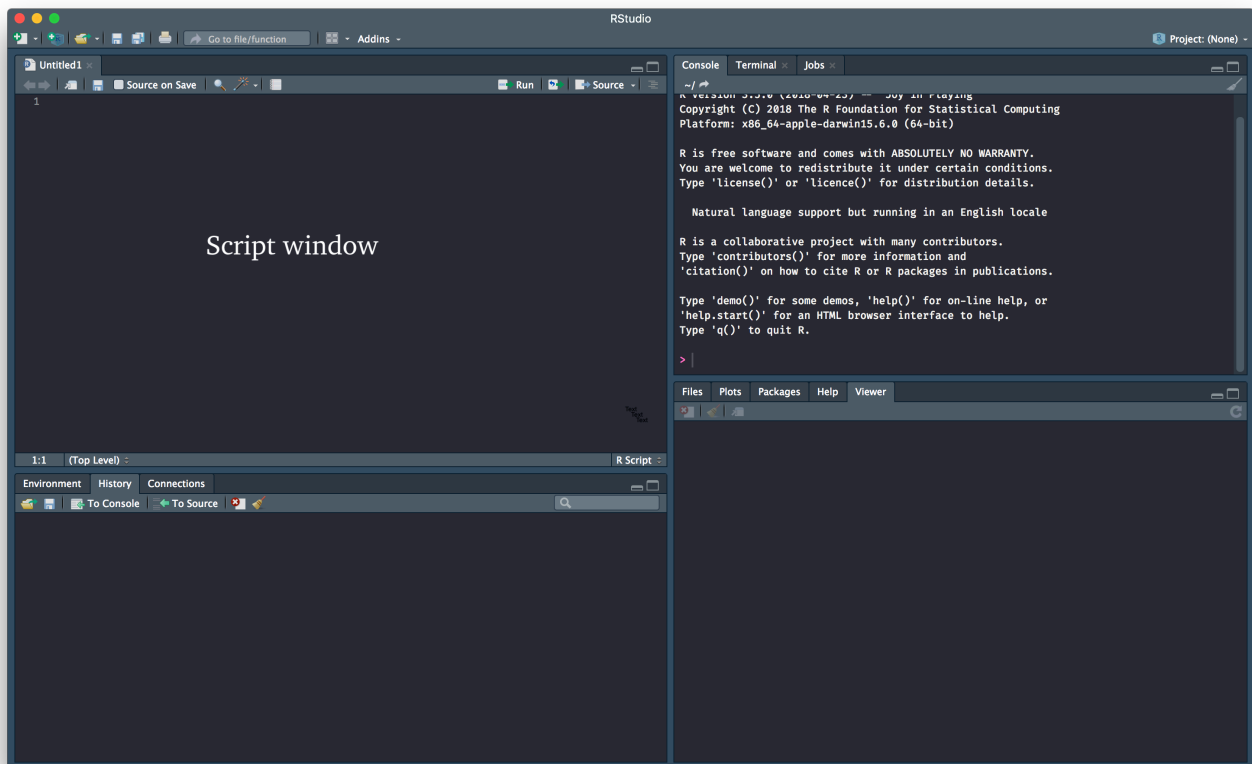 RStudio
Go to file/function
Addins
Project: (None)
Untitled1
Source on Save
Run
Source
1
Script window
Text
Text
Text
1:1
(Top Level)
R Script
Console
Terminal
Jobs
~/
Copyright (C) 2018 The R Foundation for Statistical Computing
Platform: x86_64-apple-darwin15.6.0 (64-bit)
R is free software and comes with ABSOLUTELY NO WARRANTY.
You are welcome to redistribute it under certain conditions.
Type 'license()' or 'licence()' for distribution details.
Natural language support but running in an English locale
R is a collaborative project with many contributors.
Type 'contributors()' for more information and
'citation()' on how to cite R or R packages in publications.
Type 'demo()' for some demos, 'help()' for on-line help, or
'help.start()' for an HTML browser interface to help.
Type 'q()' to quit R.
>
Environment
History
Connections
To Console
To Source
Files
Plots
Packages
Help
Viewer